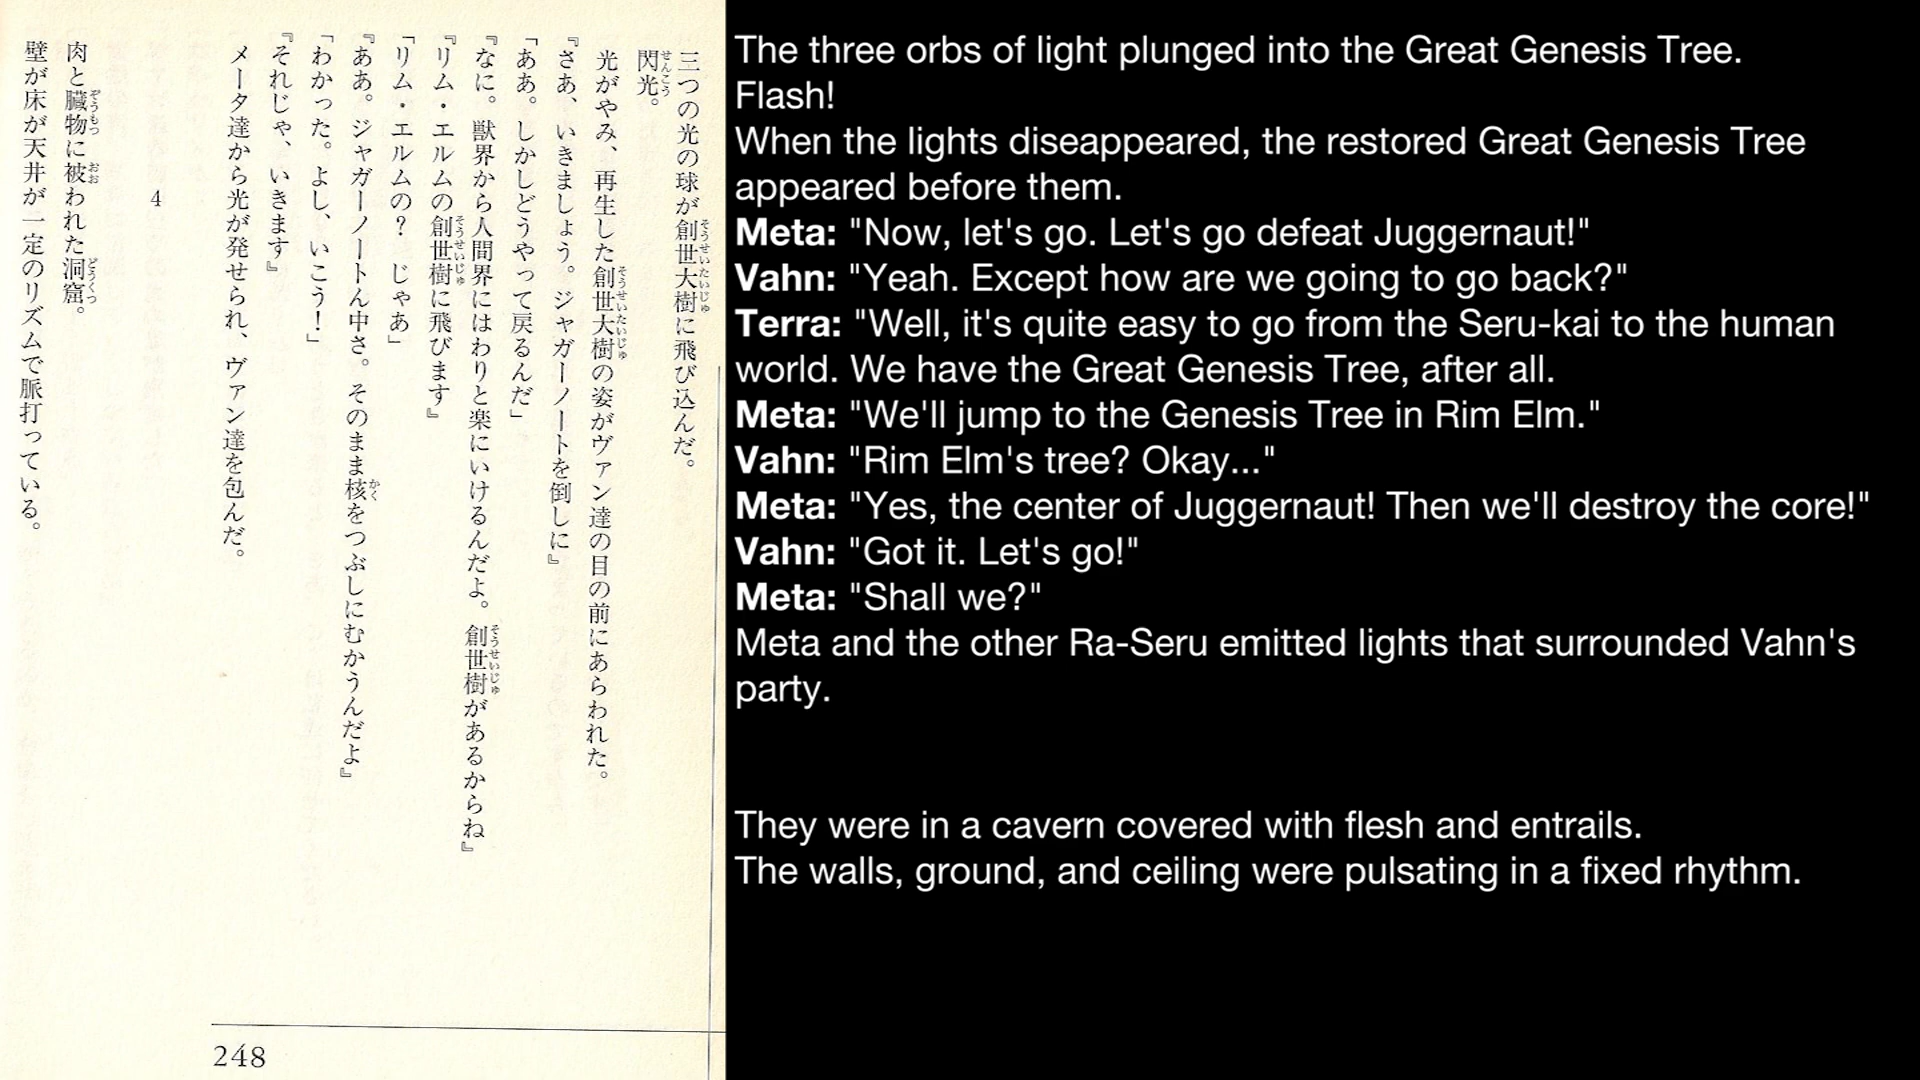 三つの光の球が創世大樹に飛び込んだ。
閃光。
光がやみ、再生した創世大樹の姿がヴァン達の目の前にあらわれた。
『さあ、いきましょう。ジャガーノートを倒しに』
「ああ。しかしどうやって戻るんだ」
『なに。獣界から人間界にはわりと楽にいけるんだよ。創世樹があるからね』
『リム・エルムの創世樹に飛びます』
「リム・エルムの？　じゃあ」
『ああ。ジャガーノートん中さ。そのまま核をつぶしにむかうんだよ』
「わかった。よし、いこう！」
『それじゃ、いきます』
メータ達から光が発せられ、ヴァン達を包んだ。
4
肉と臓物に被われた洞窟。
壁が床が天井が一定のリズムで脈打っている。
248
The three orbs of light plunged into the Great Genesis Tree.
Flash!
When the lights diseappeared, the restored Great Genesis Tree
appeared before them.
Meta: "Now, let's go. Let's go defeat Juggernaut!"
Vahn: "Yeah. Except how are we going to go back?"
Terra: "Well, it's quite easy to go from the Seru-kai to the human
world. We have the Great Genesis Tree, after all.
Meta: "We'll jump to the Genesis Tree in Rim Elm."
Vahn: "Rim Elm's tree? Okay..."
Meta: "Yes, the center of Juggernaut! Then we'll destroy the core!"
Vahn: "Got it. Let's go!"
Meta: "Shall we?"
Meta and the other Ra-Seru emitted lights that surrounded Vahn's
party.
They were in a cavern covered with flesh and entrails.
The walls, ground, and ceiling were pulsating in a fixed rhythm.